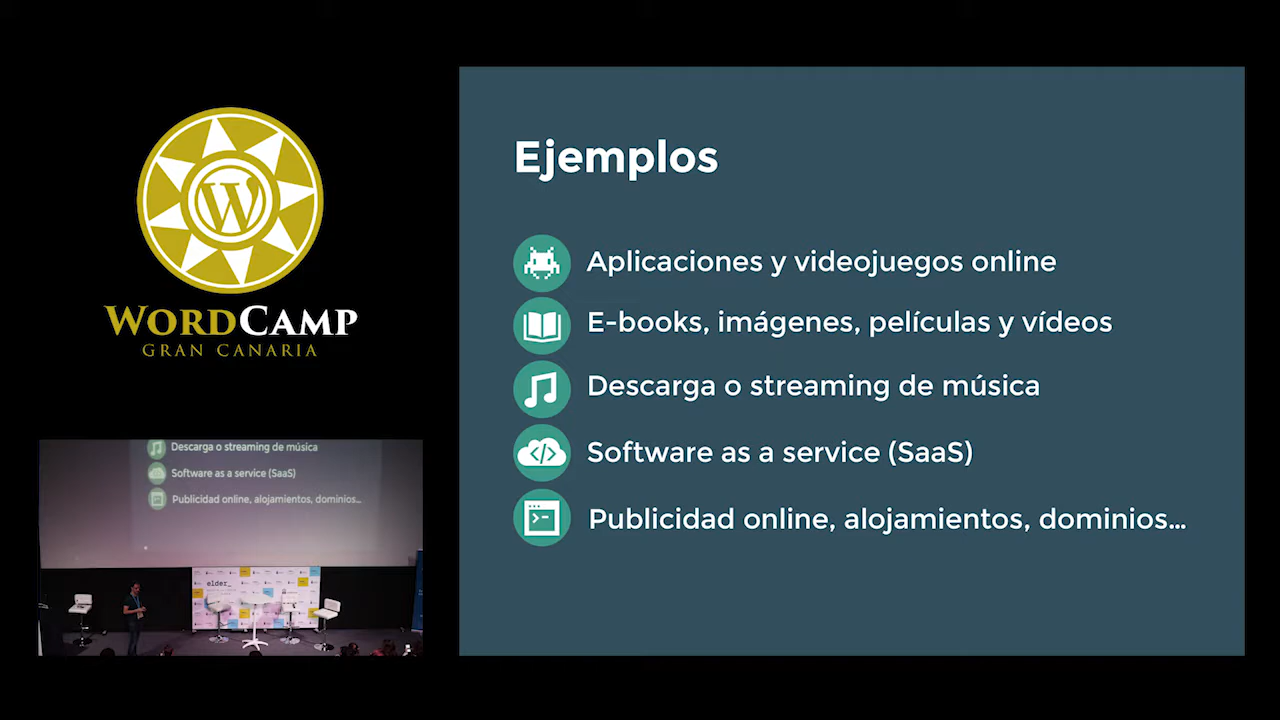 WORDCAMP
GRAN CANARIA
Ejemplos
Aplicaciones y videojuegos online
E-books, imágenes, películas y vídeos
Descarga o streaming de música
Software as a service (SaaS)
Publicidad online, alojamientos, dominios...
Descarga o streaming de música
Software as a service (SaaS)
Publicidad online, alojamientos, dominios...
elder_